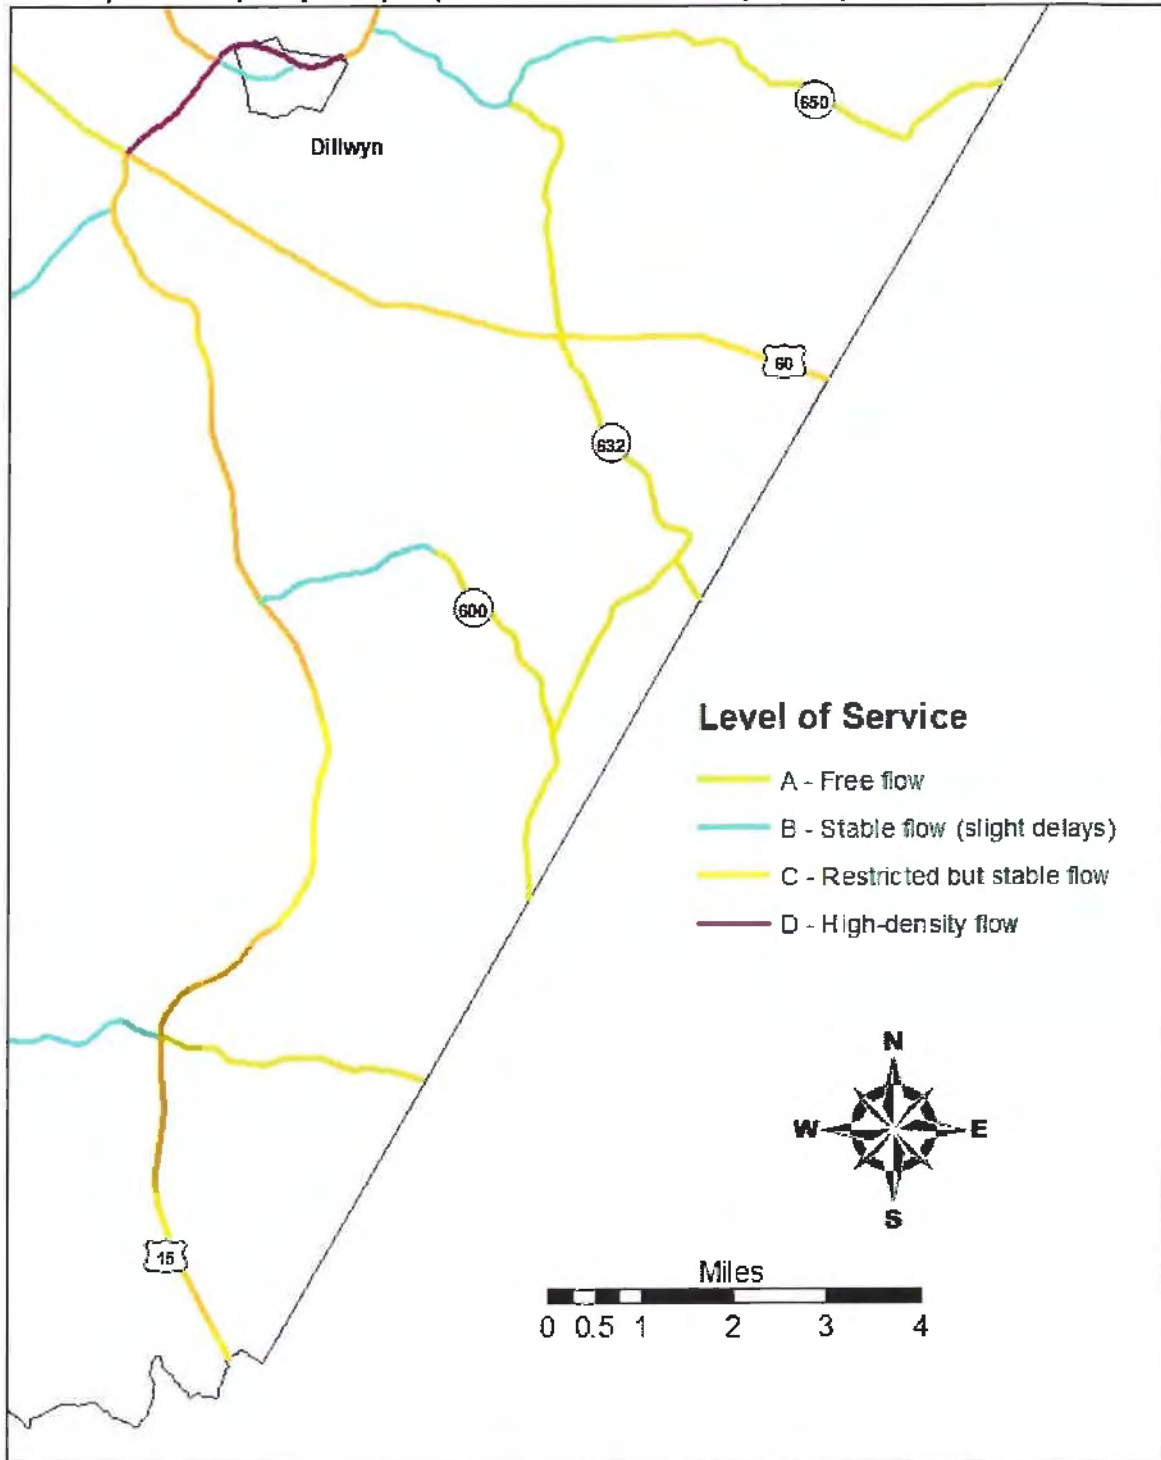 650
Dillwyn
60
632
600
Level of Service
A - Free flow
B - Stable flow (slight delays)
C - Restricted but stable flow
D - High-density flow
N
W E
S
15
Miles
0 0.5 1 2 3 4